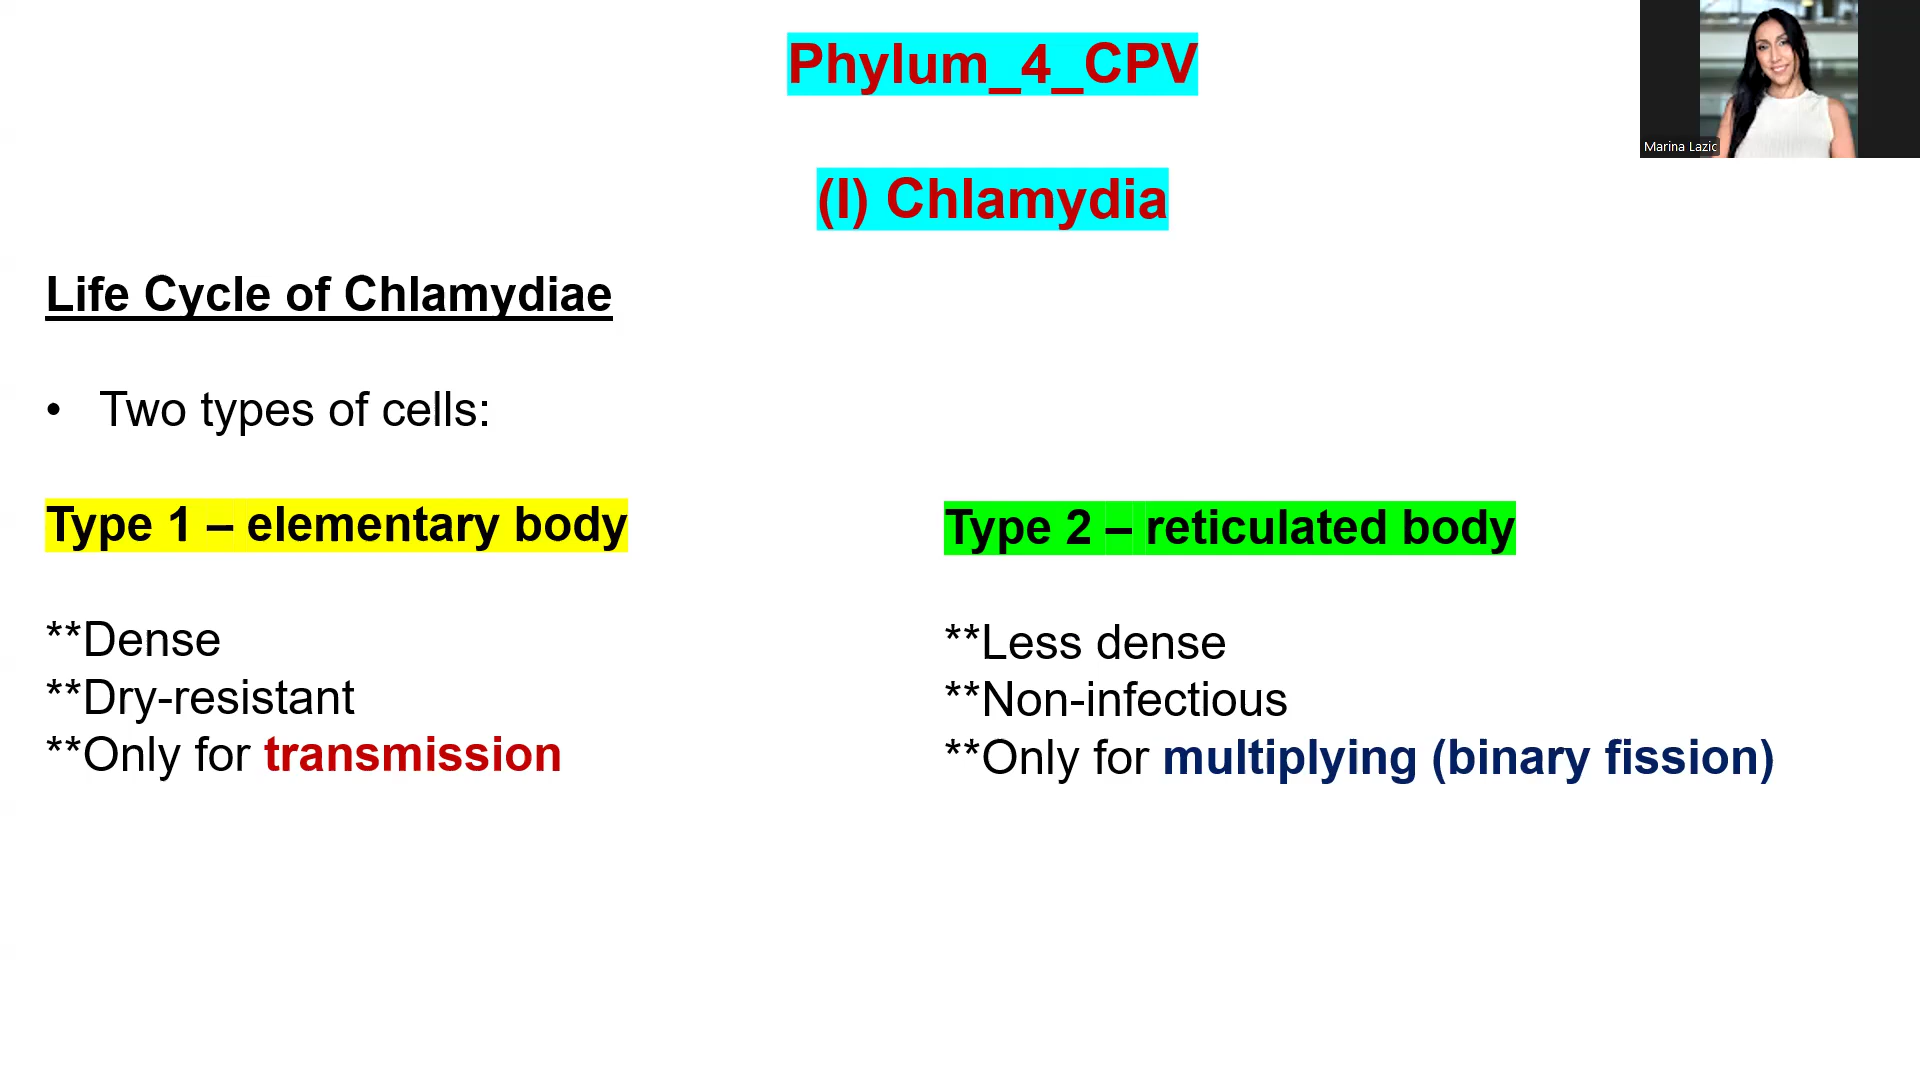 Phylum_4_CPV
Marina Lazic
(I) Chlamydia
Life Cycle of Chlamydiae
• Two types of cells:
Type 1 – elementary body
**Dense
**Dry-resistant
**Only for transmission
Type 2 – reticulated body
**Less dense
**Non-infectious
**Only for multiplying (binary fission)